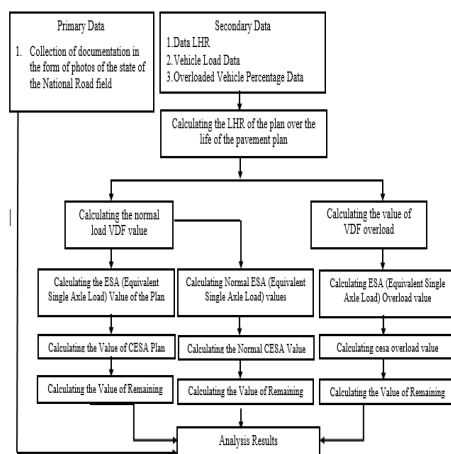 Primary Data
1. Collection of documentation in
the form of photos of the state of
the National Road field
Secondary Data
1.Data LHR
2.Vehicle Load Data
3.Overloaded Vehicle Percentage Data
Calculating the LHR of the plan over the
life of the pavement plan
Calculating the normal
load VDF value
Calculating the value of
VDF overload
Calculating the ESA (Equivalent
Single Axle Load) Value of the Plan
Calculating Normal ESA (Equivalent
Single Axle Load) values
Calculating ESA (Equivalent Single
Axle Load) Overload value
Calculating the Value of CESA Plan
Calculating the Normal CESA Value
Calculating cesa overload value
Calculating the Value of Remaining
Calculating the Value of Remaining
Calculating the Value of Remaining
Analysis Results